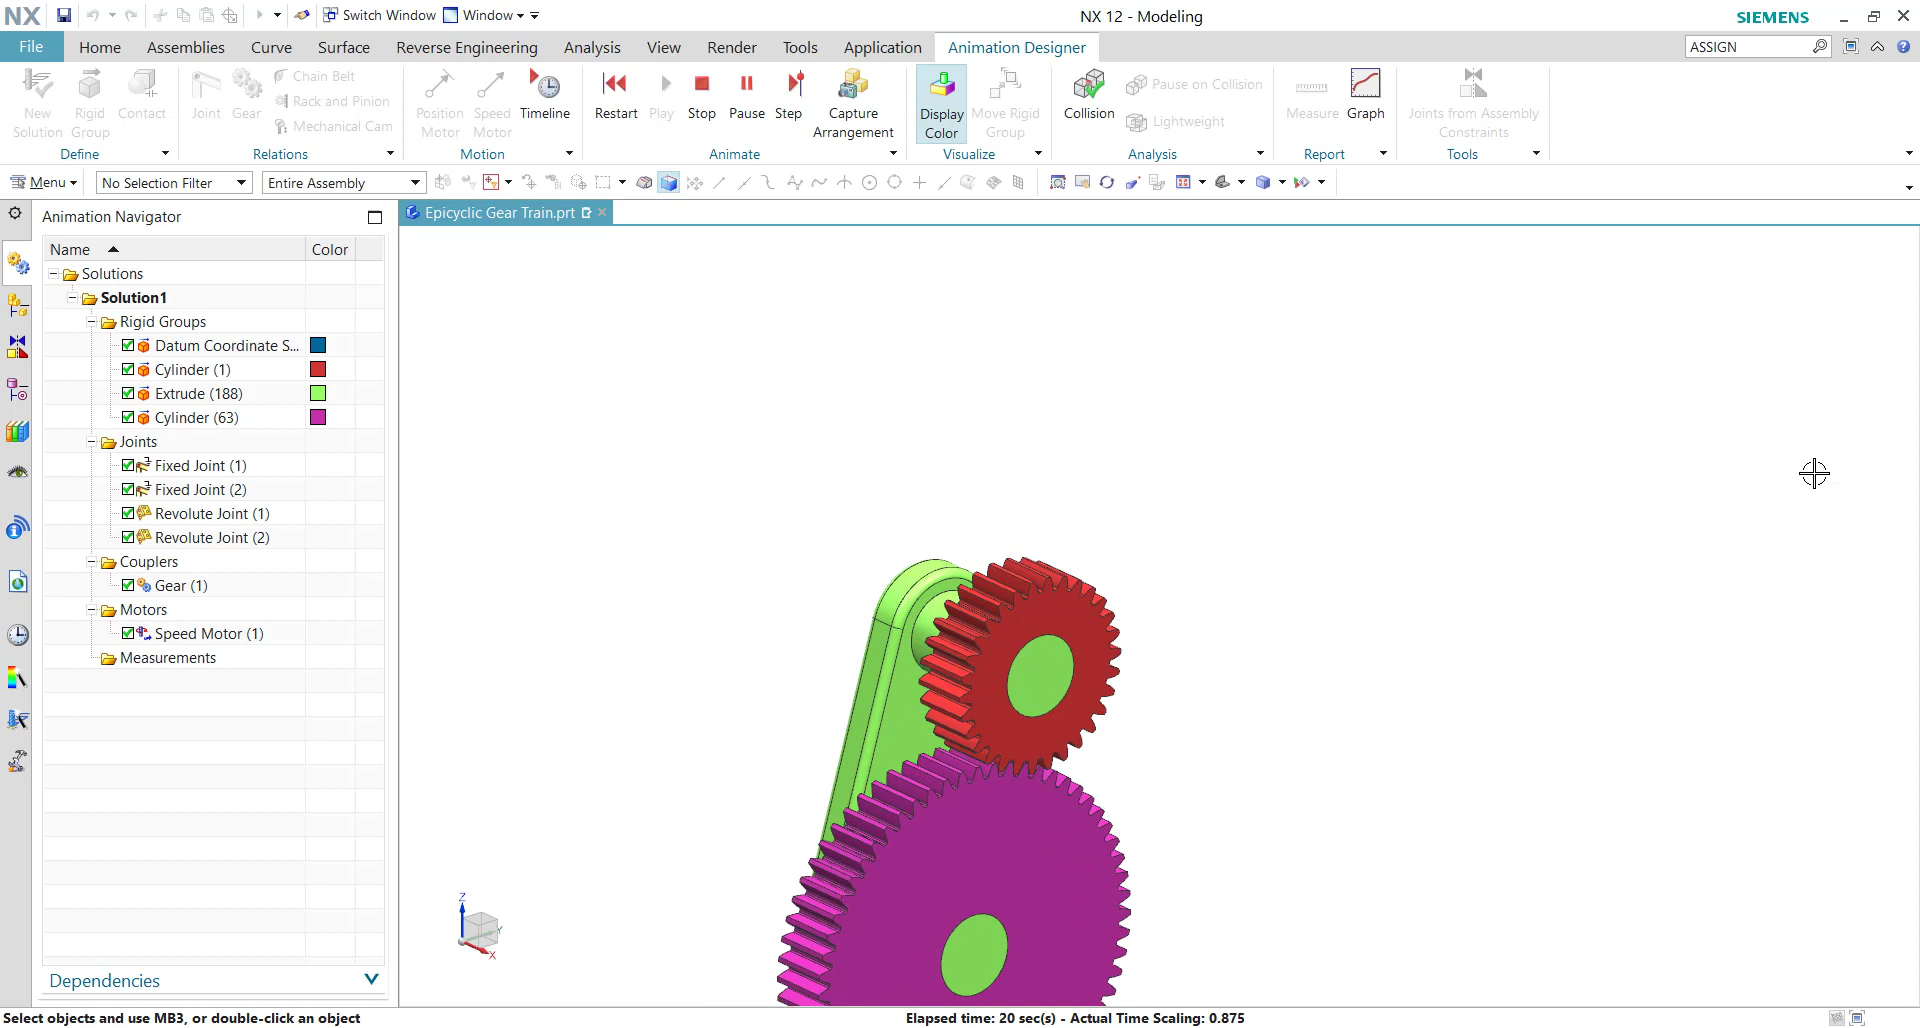 NX Switch Window Window NX 12 - Modeling SIEMENS
File Home Assemblies Curve Surface Reverse Engineering Analysis View Render Tools Application Animation Designer ASSIGN
New Solution
Rigid Group
Contact
Joint
Gear
Chain Belt
Rack and Pinion
Mechanical Cam
Position Motor
Speed Motor
Timeline
Restart
Play
Stop
Pause
Step
Capture Arrangement
Display Color
Move Rigid Group
Collision
Pause on Collision
Lightweight
Measure
Graph
Joints from Assembly Constraints
Define Relations Motion Animate Visualize Analysis Report Tools
Menu No Selection Filter Entire Assembly
Animation Navigator
Epicyclic Gear Train.prt
Name Color
Solutions
Solution1
Rigid Groups
Datum Coordinate S...
Cylinder (1)
Extrude (188)
Cylinder (63)
Joints
Fixed Joint (1)
Fixed Joint (2)
Revolute Joint (1)
Revolute Joint (2)
Couplers
Gear (1)
Motors
Speed Motor (1)
Measurements
Z
Y
X
Dependencies
Select objects and use MB3, or double-click an object
Elapsed time: 20 sec(s) - Actual Time Scaling: 0.875